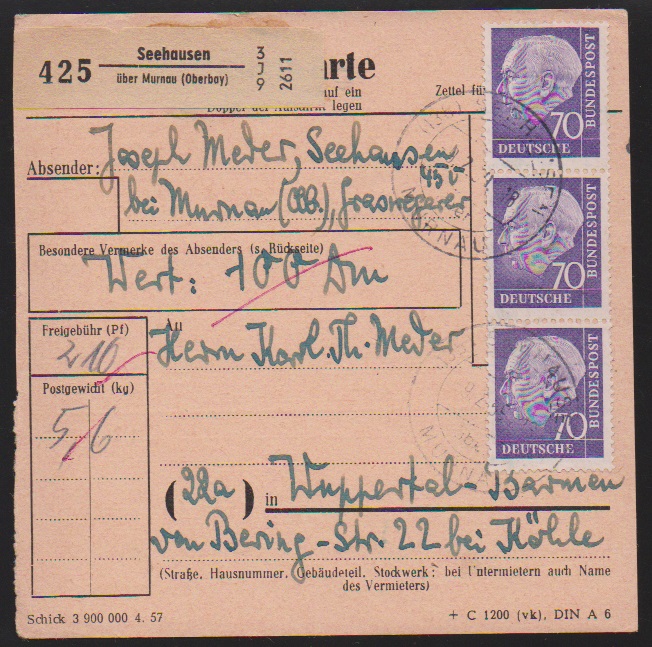 425 Seehausen
über Murnau (Oberbay)
3
J
9
2611
arte
auf ein
Zettel für
Doppel der legen
Absender: Joseph Meder, Seehausen
bei Murnau (Obb.),
Besondere Vermerke des Absenders (s. Rückseite)
Wert: 100 Dm
Freigebühr (Pf)
210
An Herrn Karl Th. Meder
Postgewicht (kg)
5/6
(22a) in Wuppertal-Barmen
von Bering-Str. 22 bei Köhle
(Straße, Hausnummer, Gebäudeteil, Stockwerk; bei Untermietern auch Name
des Vermieters)
Schick 3 900 000 4. 57
+ C 1200 (vk), DIN A 6
70
DEUTSCHE
BUNDESPOST
70
DEUTSCHE
BUNDESPOST
70
DEUTSCHE
BUNDESPOST
MURNAU